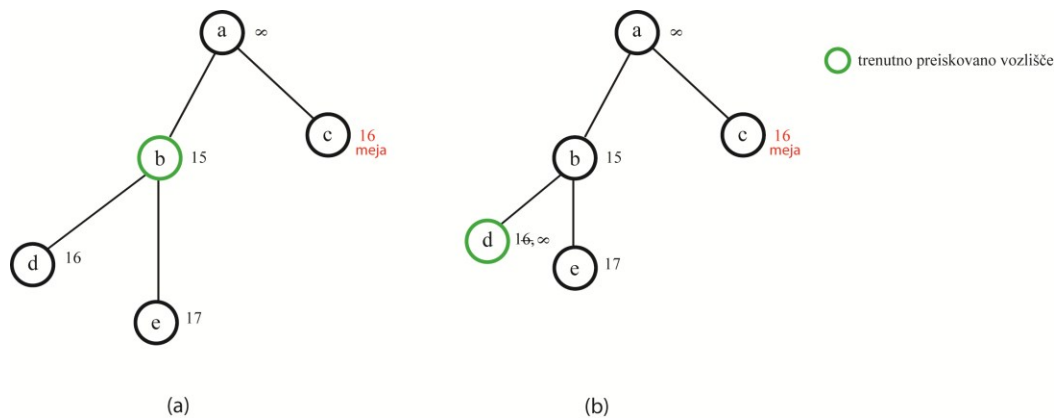 a ∞
c 16
meja
b 15
d 16
e 17
(a)
a ∞
c 16
meja
b 15
d 16, ∞
e 17
(b)
trenutno preiskovano vozlišče